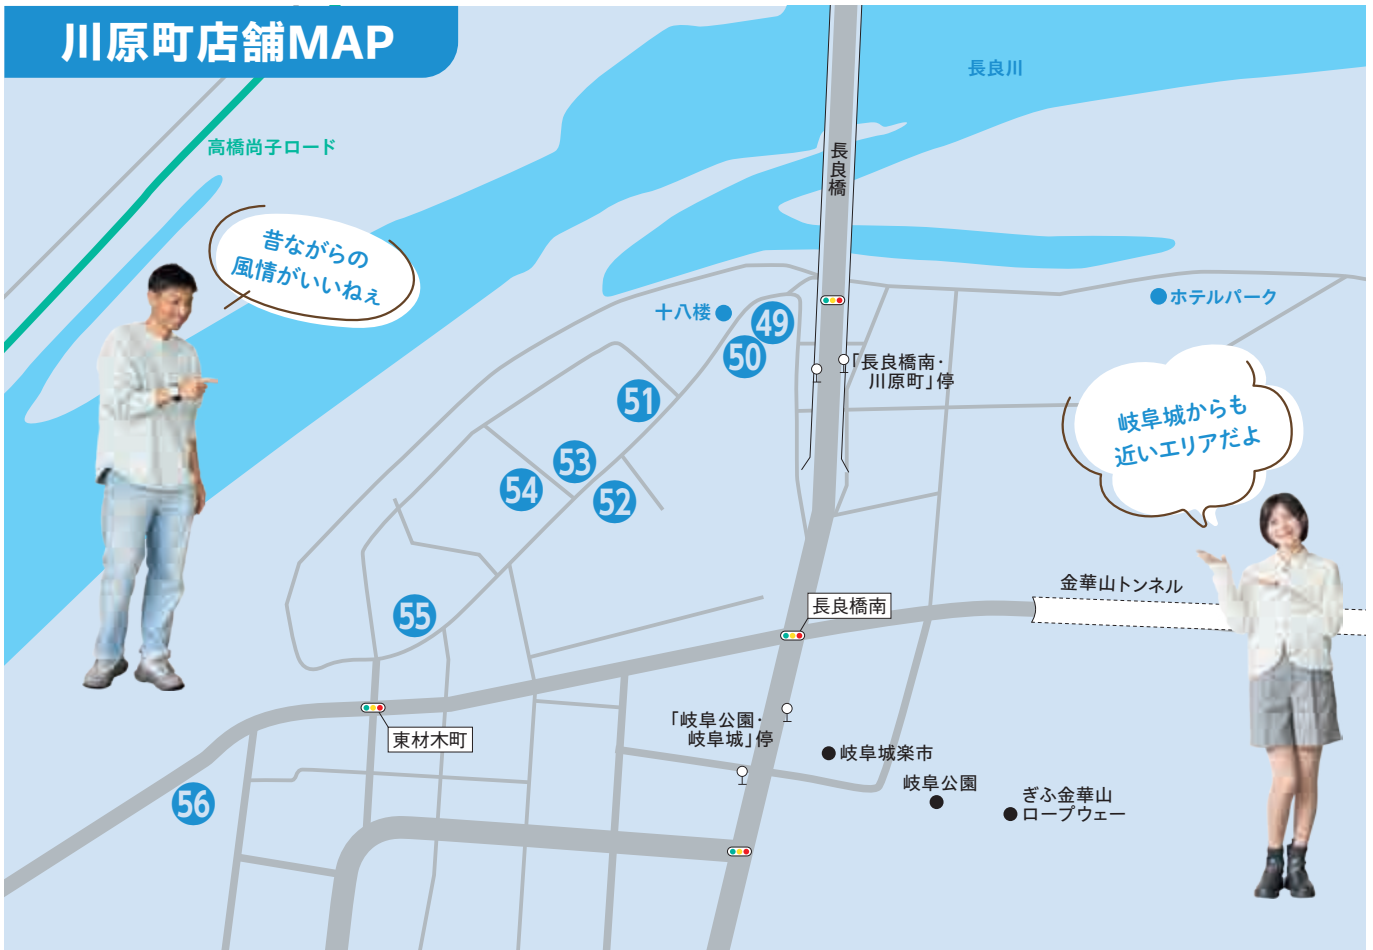 川原町店舗MAP
長良川
高橋尚子ロード
長良橋
昔ながらの
風情がいいねぇ
十八楼
49
50
ホテルパーク
「長良橋南・
川原町」停
51
岐阜城からも
近いエリアだよ
53
54
52
金華山トンネル
長良橋南
55
「岐阜公園・
岐阜城」停
東材木町
岐阜城楽市
岐阜公園
ぎふ金華山
ロープウェー
56